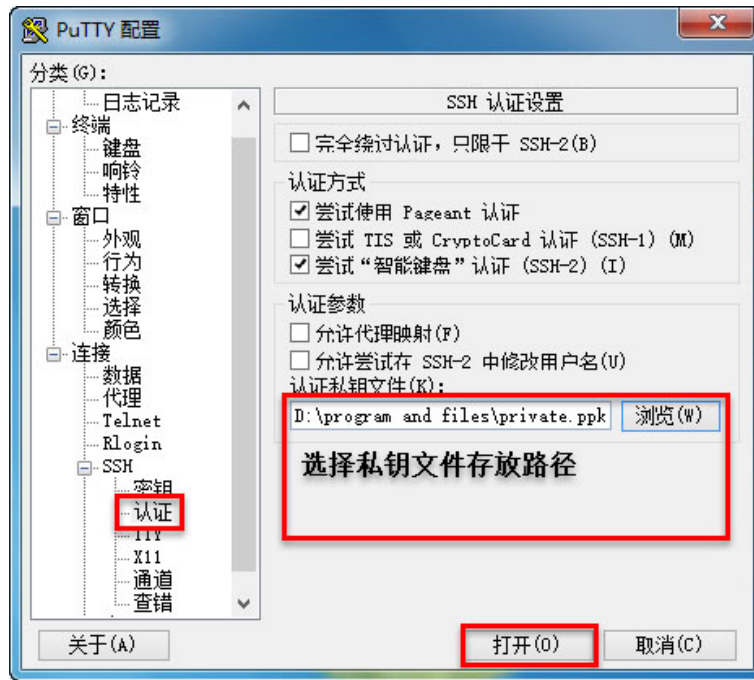 PuTTY 配置
分类(G):
日志记录
终端
键盘
响铃
特性
窗口
外观
行为
转换
选择
颜色
连接
数据
代理
Telnet
Rlogin
SSH
密钥
认证
TTY
X11
通道
查错
SSH 认证设置
完全绕过认证，只限于 SSH-2(B)
认证方式
尝试使用 Pageant 认证
尝试 TIS 或 CryptoCard 认证 (SSH-1) (M)
尝试“智能键盘”认证 (SSH-2) (I)
认证参数
允许代理映射(F)
允许尝试在 SSH-2 中修改用户名(U)
认证私钥文件(K):
D:\program and files\private.ppk 浏览(W)
选择私钥文件存放路径
关于(A) 打开(O) 取消(C)